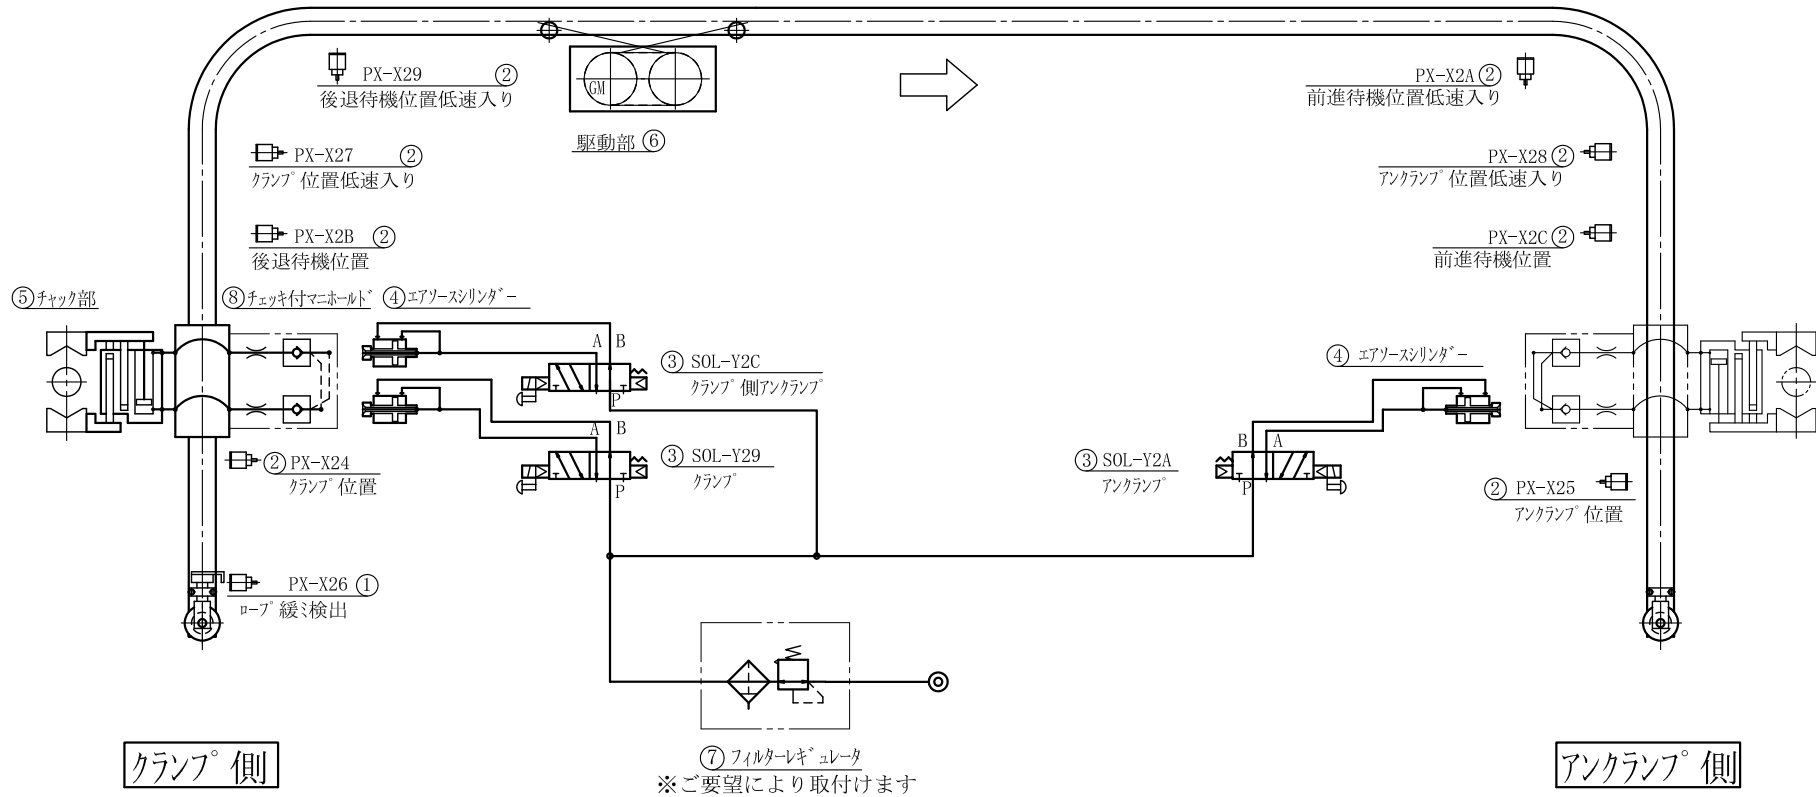 PX-X29 ②
後退待機位置低速入り
GM
駆動部 ⑥
PX-X2A ②
前進待機位置低速入り
PX-X27 ②
クランプ位置低速入り
PX-X28 ②
アンクランプ位置低速入り
PX-X2B ②
後退待機位置
PX-X2C ②
前進待機位置
⑤ チャック部
⑧ チェッキ付マニホールド
④ エアソースシリンダー
A B
③ SOL-Y2C
クランプ側アンクランプ
P
④ エアソースシリンダー
A B
③ SOL-Y29
クランプ
P
B A
③ SOL-Y2A
アンクランプ
P
② PX-X24
クランプ位置
② PX-X25
アンクランプ位置
PX-X26 ①
ロープ緩ミ検出
クランプ側
⑦ フィルターレギュレータ
※ご要望により取付けます
アンクランプ側